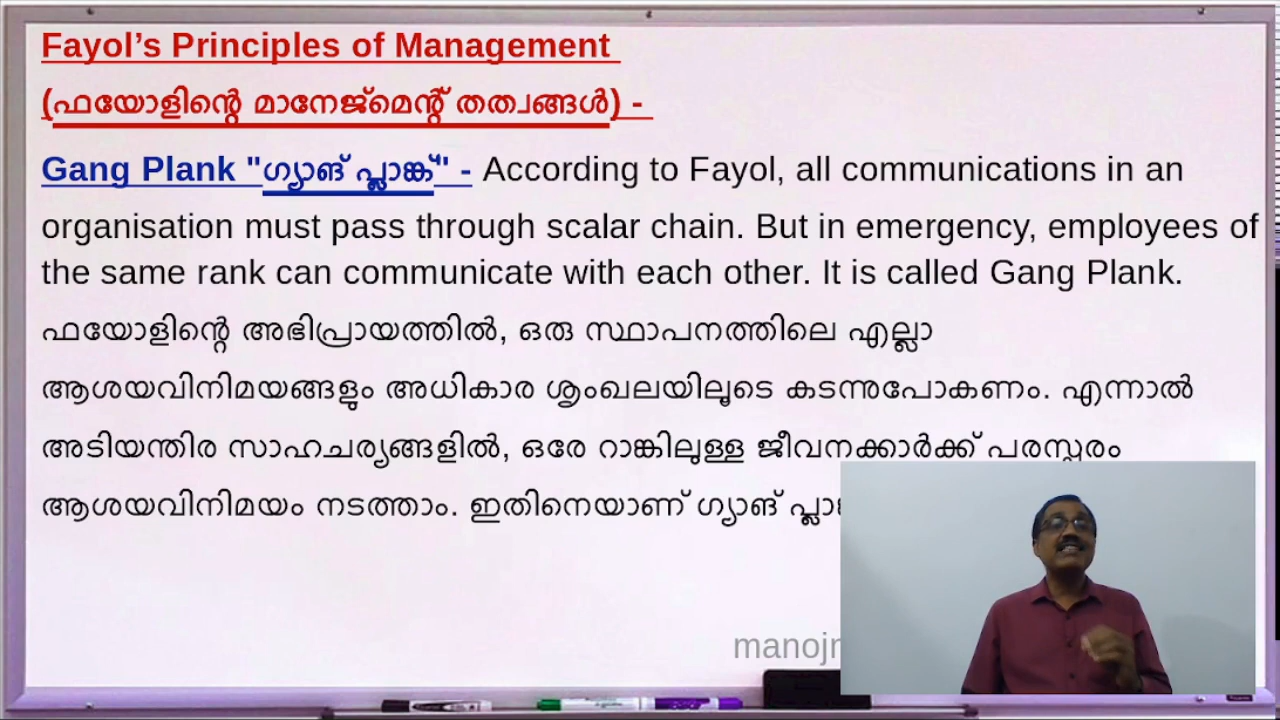 Fayol’s Principles of Management
(ഫയോളിന്റെ മാനേജ്മെന്റ് തത്വങ്ങൾ) -
Gang Plank "ഗ്യാങ് പ്ലാങ്ക്" - According to Fayol, all communications in an
organisation must pass through scalar chain. But in emergency, employees of
the same rank can communicate with each other. It is called Gang Plank.
ഫയോളിന്റെ അഭിപ്രായത്തിൽ, ഒരു സ്ഥാപനത്തിലെ എല്ലാ
ആശയവിനിമയങ്ങളും അധികാര ശൃംഖലയിലൂടെ കടന്നുപോകണം. എന്നാൽ
അടിയന്തിര സാഹചര്യങ്ങളിൽ, ഒരേ റാങ്കിലുള്ള ജീവനക്കാർക്ക് പരസ്പരം
ആശയവിനിമയം നടത്താം. ഇതിനെയാണ് ഗ്യാങ്